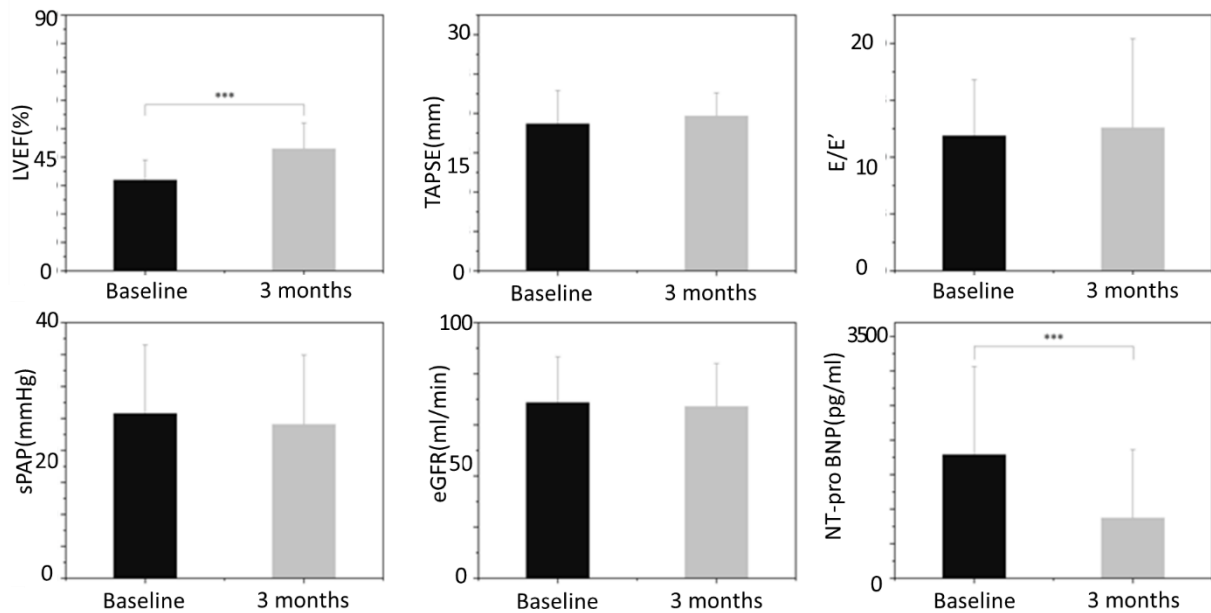 90
45
0
LVEF(%)
***
Baseline
3 months
30
15
0
TAPSE(mm)
Baseline
3 months
20
10
0
E/E’
Baseline
3 months
40
20
0
sPAP(mmHg)
Baseline
3 months
100
50
0
eGFR(ml/min)
Baseline
3 months
3500
0
NT-pro BNP(pg/ml)
***
Baseline
3 months